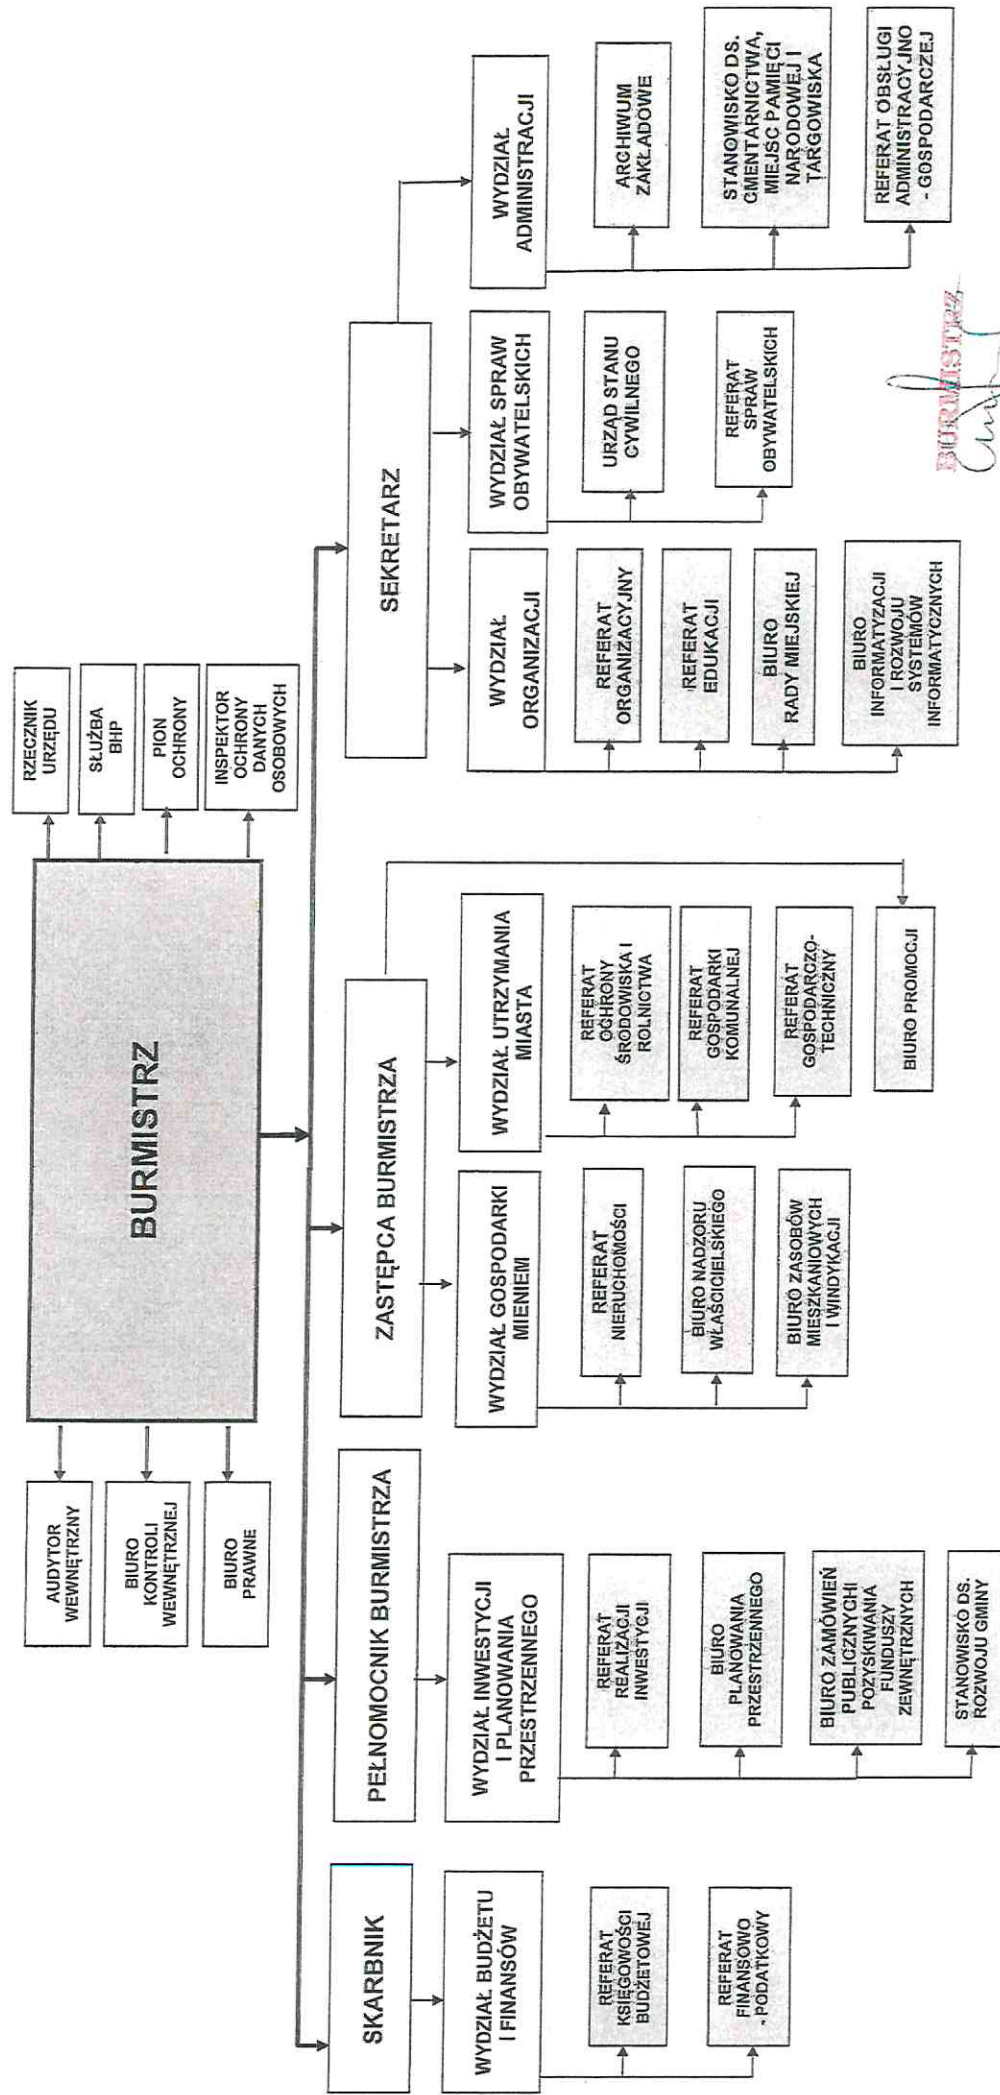 BURMISTRZ
AUDYTOR
WEWNĘTRZNY
BIURO
KONTROLI
WEWNĘTRZNEJ
BIURO
PRAWNE
RZECZNIK
URZĘDU
SŁUŻBA
BHP
PION
OCHRONY
INSPEKTOR
OCHRONY
DANYCH
OSOBOWYCH
SKARBNIK
WYDZIAŁ BUDŻETU
I FINANSÓW
REFERAT
KSIĘGOWOŚCI
BUDŻETOWEJ
REFERAT
FINANSOWO
- PODATKOWY
PEŁNOMOCNIK BURMISTRZA
WYDZIAŁ INWESTYCJI
I PLANOWANIA
PRZESTRZENNEGO
REFERAT
REALIZACJI
INWESTYCJI
BIURO
PLANOWANIA
PRZESTRZENNEGO
BIURO ZAMÓWIEŃ
PUBLICZNYCH I
POZYSKIWANIA
FUNDUSZY
ZEWNĘTRZNYCH
STANOWISKO DS.
ROZWOJU GMINY
ZASTĘPCA BURMISTRZA
WYDZIAŁ GOSPODARKI
MIENIEM
REFERAT
NIERUCHOMOŚCI
BIURO NADZORU
WŁAŚCICIELSKIEGO
BIURO ZASOBÓW
MIESZKANIOWYCH
I WINDYKACJI
WYDZIAŁ UTRZYMANIA
MIASTA
REFERAT
OCHRONY
ŚRODOWISKA I
ROLNICTWA
REFERAT
GOSPODARKI
KOMUNALNEJ
REFERAT
GOSPODARCZO-
TECHNICZNY
BIURO PROMOCJI
SEKRETARZ
WYDZIAŁ
ORGANIZACJI
REFERAT
ORGANIZACYJNY
REFERAT
EDUKACJI
BIURO
RADY MIEJSKIEJ
BIURO
INFORMATYZACJI
I ROZWOJU
SYSTEMÓW
INFORMATYCZNYCH
WYDZIAŁ SPRAW
OBYWATELSKICH
URZĄD STANU
CYWILNEGO
REFERAT
SPRAW
OBYWATELSKICH
WYDZIAŁ
ADMINISTRACJI
ARCHIWUM
ZAKŁADOWE
STANOWISKO DS.
CMENTARNICTWA,
MIEJSC PAMIĘCI
NARODOWEJ I
TARGOWISKA
REFERAT OBSŁUGI
ADMINISTRACYJNO
- GOSPODARCZEJ
BURMISTRZ